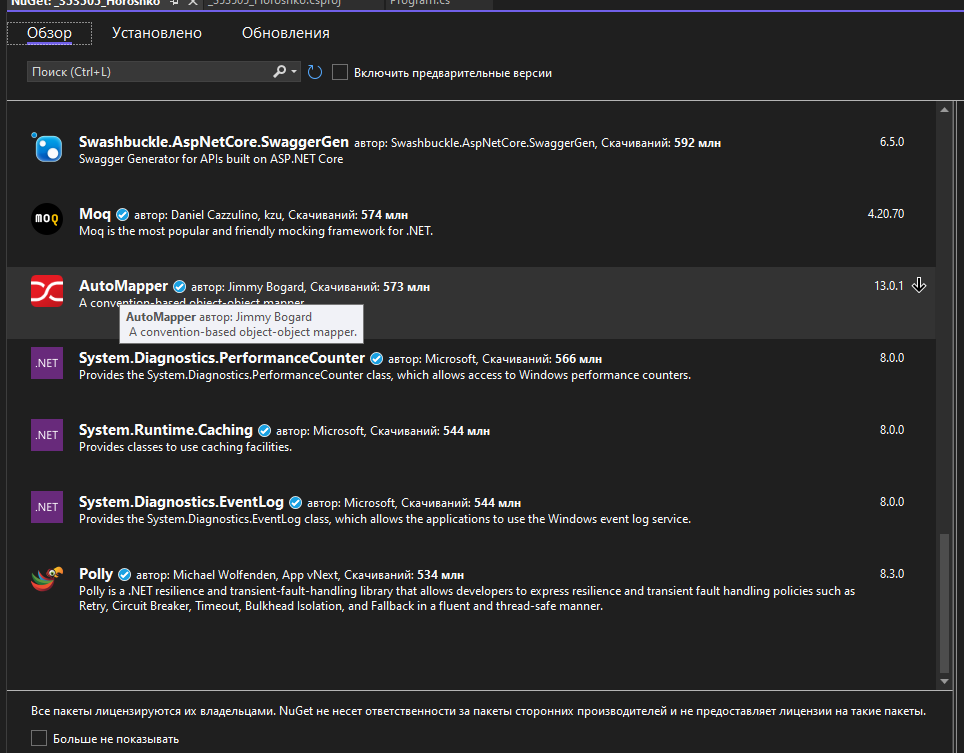 NuGet: _353505_Horoshko _353505_Horoshko.csproj Program.cs
Обзор Установлено Обновления
Поиск (Ctrl+L) Включить предварительные версии
Swashbuckle.AspNetCore.SwaggerGen автор: Swashbuckle.AspNetCore.SwaggerGen, Скачиваний: 592 млн 6.5.0
Swagger Generator for APIs built on ASP.NET Core
moq Moq автор: Daniel Cazzulino, kzu, Скачиваний: 574 млн 4.20.70
Moq is the most popular and friendly mocking framework for .NET.
AutoMapper автор: Jimmy Bogard, Скачиваний: 573 млн 13.0.1
A convention-based object-object mapper.
AutoMapper автор: Jimmy Bogard
A convention-based object-object mapper.
.NET System.Diagnostics.PerformanceCounter автор: Microsoft, Скачиваний: 566 млн 8.0.0
Provides the System.Diagnostics.PerformanceCounter class, which allows access to Windows performance counters.
.NET System.Runtime.Caching автор: Microsoft, Скачиваний: 544 млн 8.0.0
Provides classes to use caching facilities.
.NET System.Diagnostics.EventLog автор: Microsoft, Скачиваний: 544 млн 8.0.0
Provides the System.Diagnostics.EventLog class, which allows the applications to use the Windows event log service.
Polly автор: Michael Wolfenden, App vNext, Скачиваний: 534 млн 8.3.0
Polly is a .NET resilience and transient-fault-handling library that allows developers to express resilience and transient fault handling policies such as
Retry, Circuit Breaker, Timeout, Bulkhead Isolation, and Fallback in a fluent and thread-safe manner.
Все пакеты лицензируются их владельцами. NuGet не несет ответственности за пакеты сторонних производителей и не предоставляет лицензии на такие пакеты.
Больше не показывать